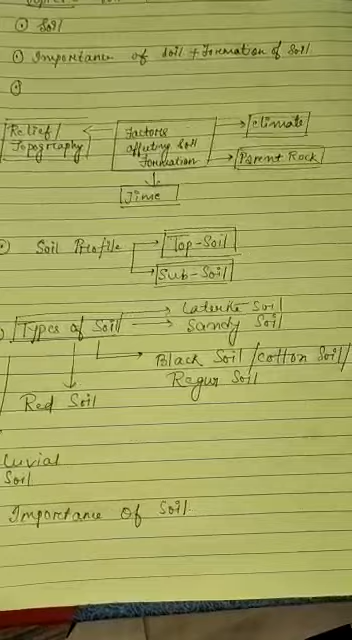 Soil
Importance of Soil + Formation of Soil
Relief/
Topography
Factors
affecting Soil
Formation
Climate
Parent Rock
Time
Soil Profile
Top-Soil
Sub-Soil
Types of Soil
Laterite Soil
Sandy Soil
Black Soil/cotton Soil/
Regur Soil
Red Soil
luvial
Soil
Importance Of Soil